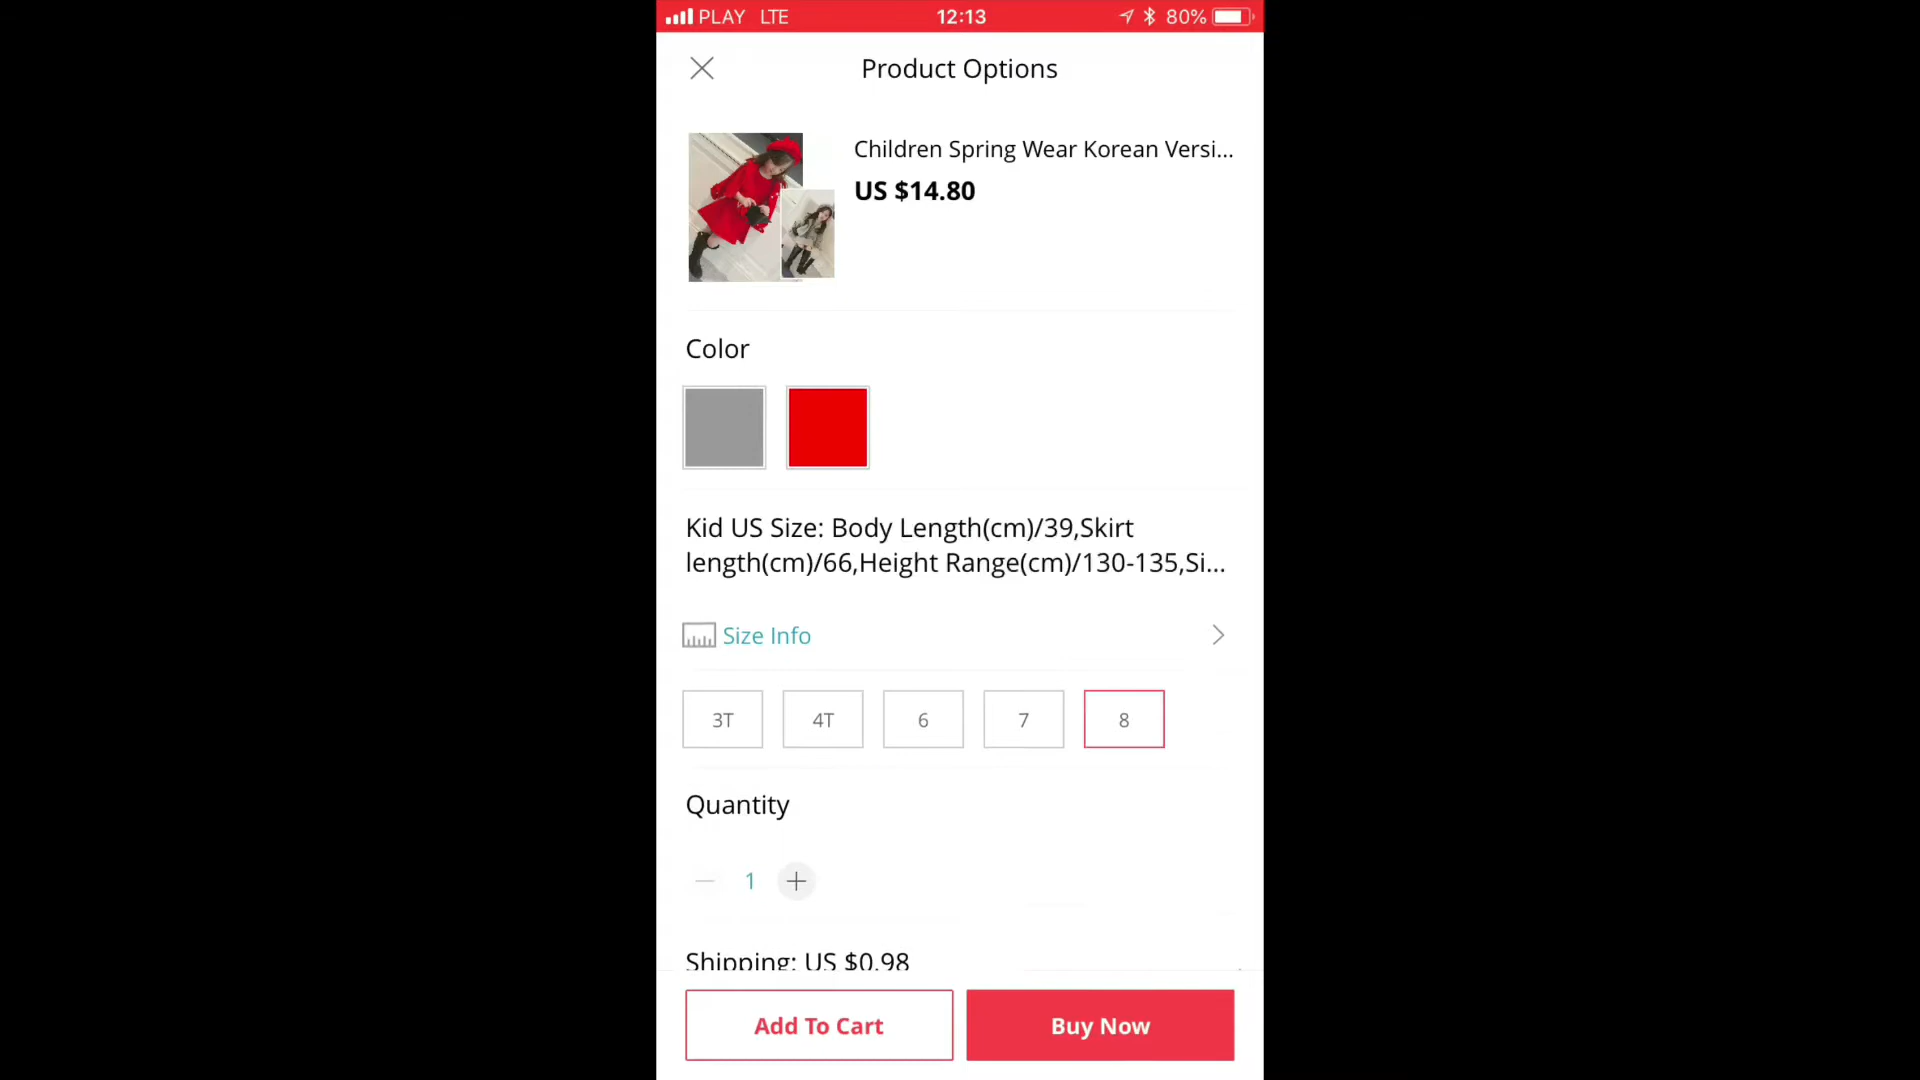 PLAY LTE 12:13 80%
Product Options
Children Spring Wear Korean Versi...
US $14.80
Color
Kid US Size: Body Length(cm)/39,Skirt
length(cm)/66,Height Range(cm)/130-135,Si...
Size Info
3T 4T 6 7 8
Quantity
1
Shipping: US $0.98
Add To Cart Buy Now